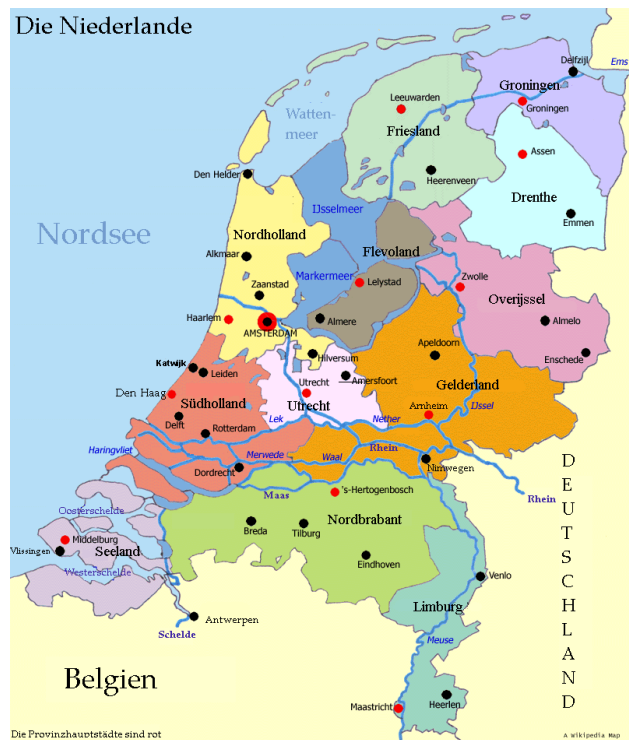 Die Niederlande
Delfzijl
Ems
Groningen
Leeuwarden
Groningen
Watten-
meer
Friesland
Assen
Den Helder
Heerenveen
Drenthe
IJsselmeer
Emmen
Nordsee
Nordholland
Flevoland
Alkmaar
Markermeer
Zwolle
Zaanstad
Lelystad
Overijssel
Haarlem
Almere
Almelo
AMSTERDAM
Apeldoorn
Hilversum
Enschede
Katwijk
Leiden
Amersfoort
Utrecht
Gelderland
Den Haag
Südholland
Utrecht
Arnheim
IJssel
Delft
Lek
Nether
Rotterdam
Haringvliet
Merwede
Waal
Rhein
Dordrecht
Nimwegen
Maas
's-Hertogenbosch
Rhein
Oosterschelde
Nordbrabant
Middelburg
Breda
Tilburg
Vlissingen
Seeland
Eindhoven
Westerschelde
Venlo
Limburg
Antwerpen
Schelde
Meuse
Belgien
Maastricht
Heerlen
D
E
U
T
S
C
H
L
A
N
D
Die Provinzhauptstädte sind rot
A Wikipedia Map